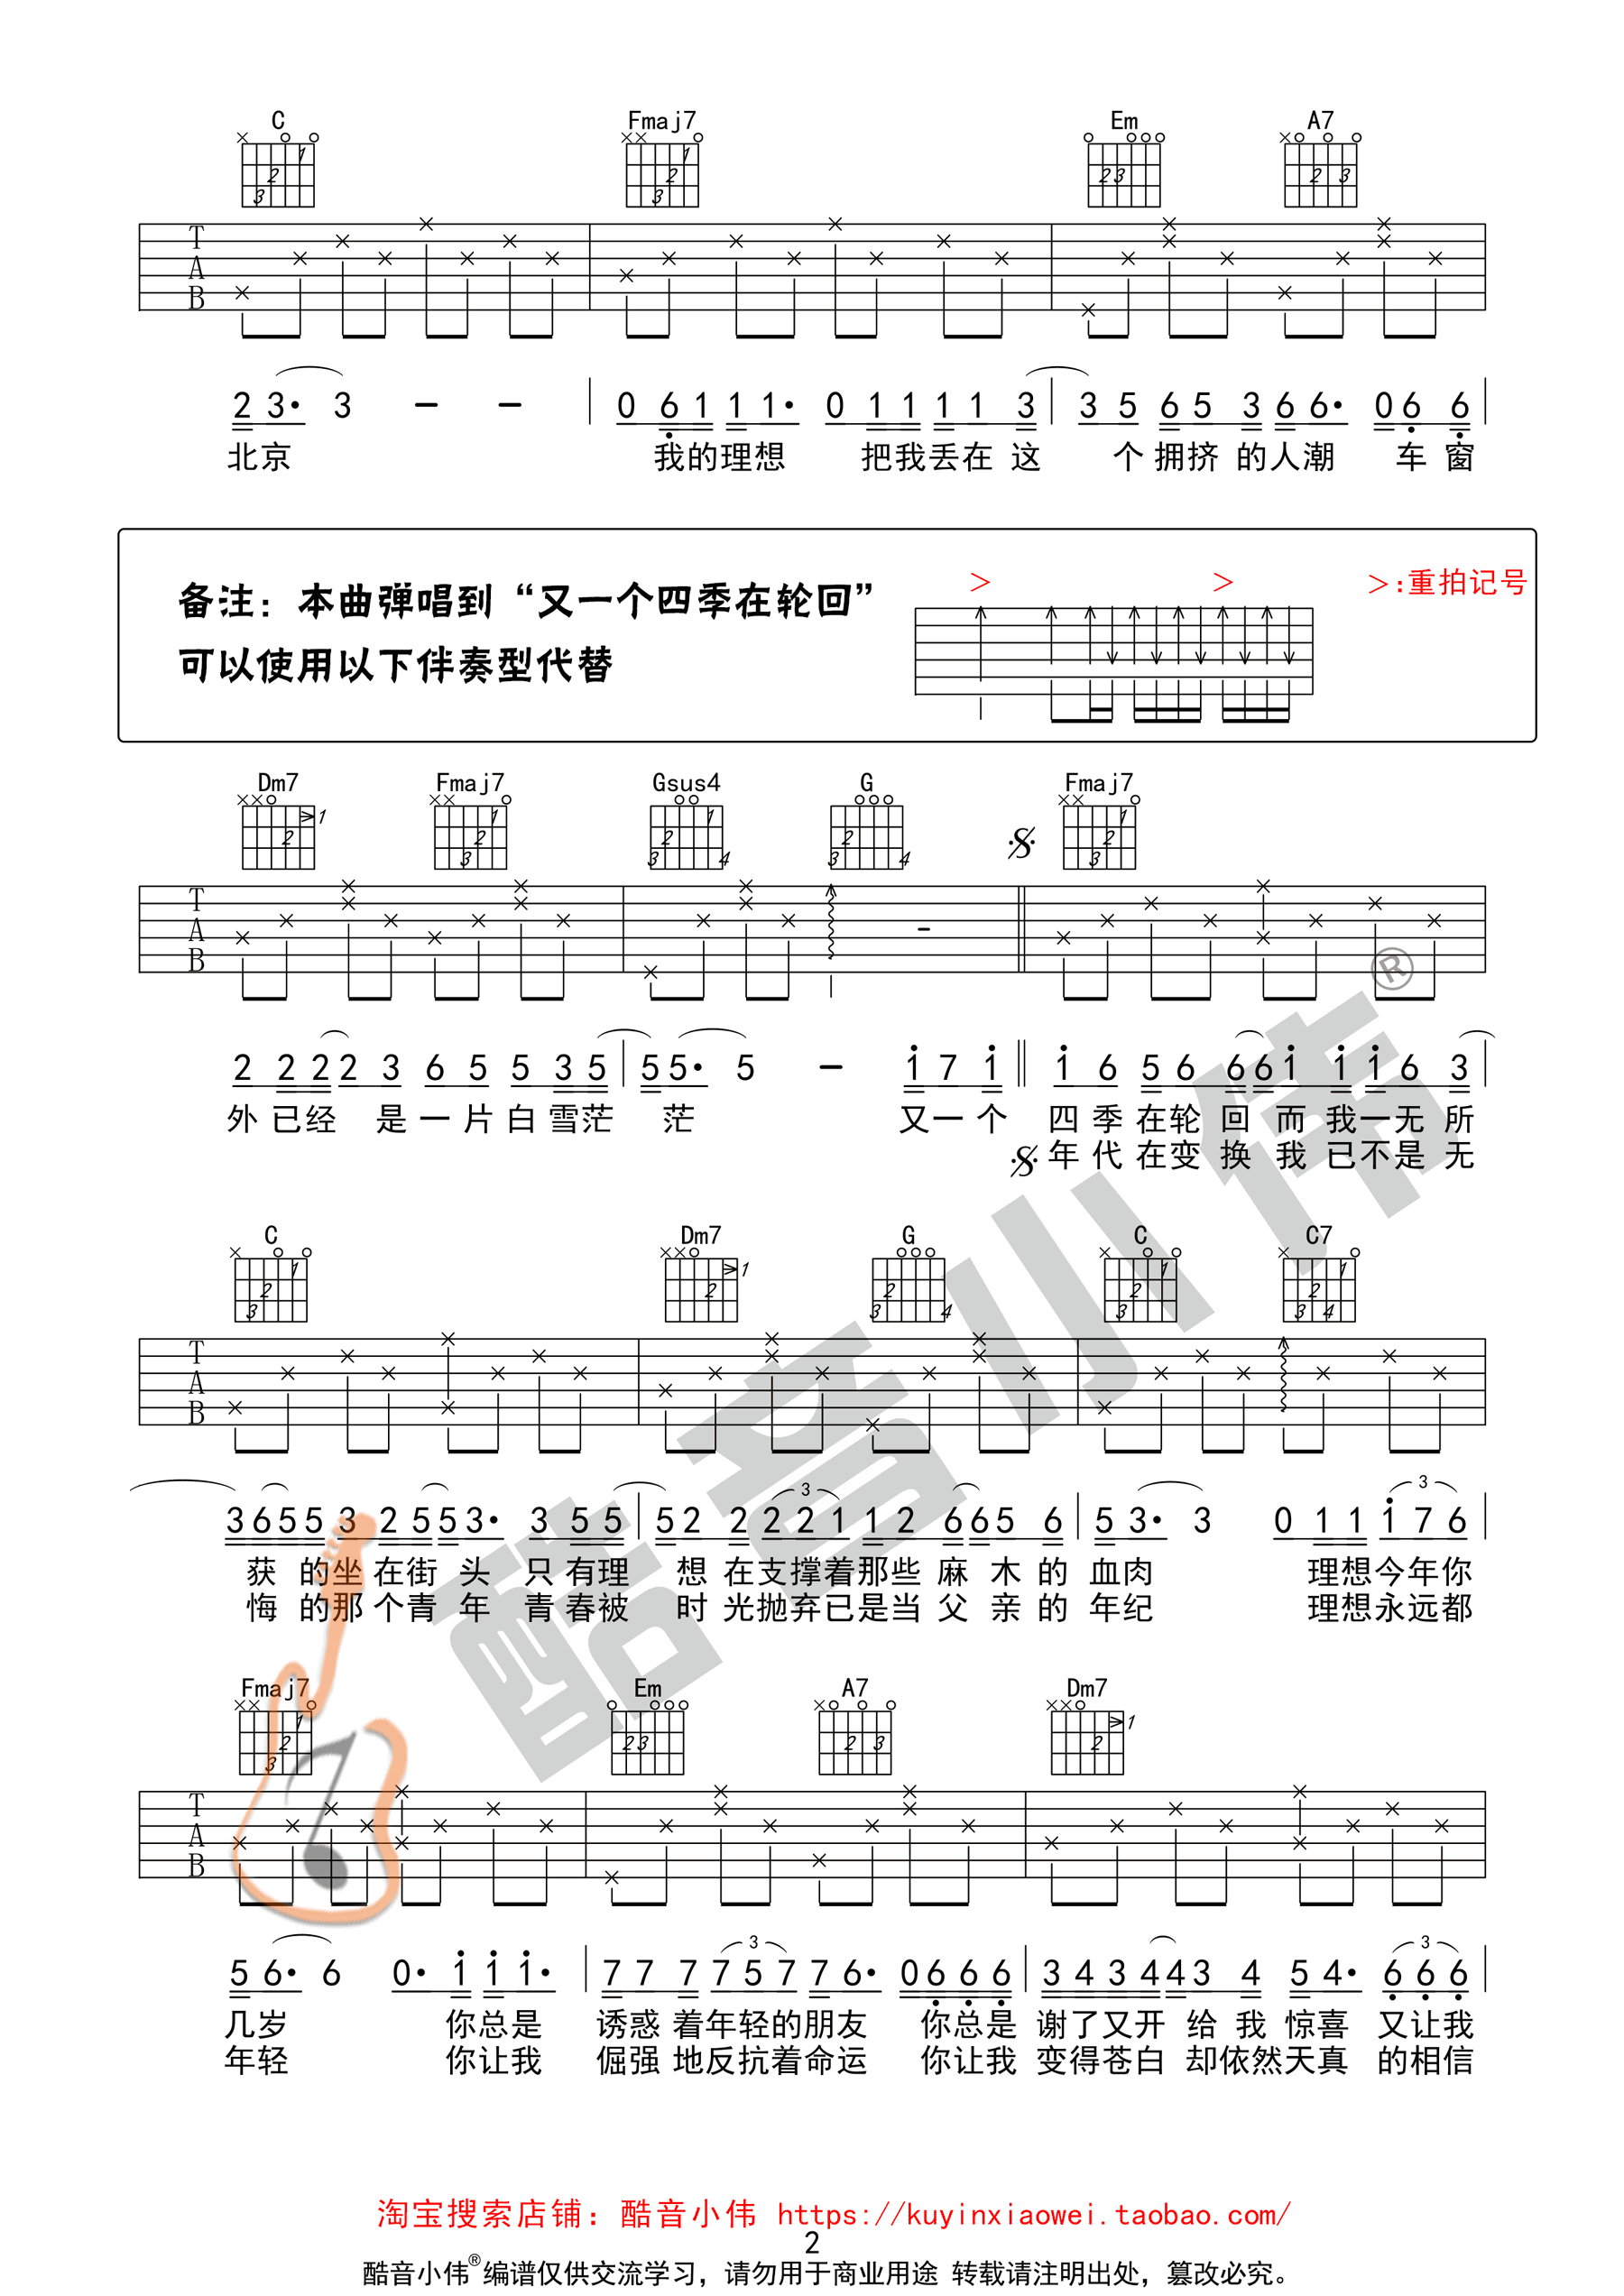 C Fmaj7 Em A7
T
A
B
2 3· 3 – – | 0 6 1 1 1· 0 1 1 1 1 3 | 3 5 6 5 3 6 6· 0 6 6 |
北京 我的理想 把我丢在 这 个 拥挤 的人潮 车 窗
备注：本曲弹唱到“又一个四季在轮回”
可以使用以下伴奏型代替
> > >:重拍记号
Dm7 Fmaj7 Gsus4 G Fmaj7
T
A
B
2 2 2 2 3 6 5 5 3 5 | 5 5· 5 – 1 7 1 || 1 6 5 6 6 6 1 1 1 6 3 |
外 已经 是 一 片 白 雪茫 茫 又一 个 四 季 在轮 回 而 我一无 所
年 代 在变 换 我 已不是 无
C Dm7 G C C7
T
A
B
3 6 5 5 3 2 5 5 3· 3 5 5 | 5 2 2 2 2 1 1 2 6 6 5 6 | 5 3· 3 0 1 1 1 7 6 |
获 的坐 在街 头 只 有理 想 在支撑着那些 麻 木 的 血肉 理想今年你
悔 的那 个青 年 青 春被 时 光抛弃已是当 父 亲 的 年纪 理想永远都
Fmaj7 Em A7 Dm7
T
A
B
5 6· 6 0· 1 1 1· | 7 7 7 7 5 7 7 6· 0 6 6 6 | 3 4 3 4 4 3 4 5 4· 6 6 6 |
几岁 你总是 诱惑 着年轻的朋友 你总是 谢了又开 给 我 惊喜 又让我
年轻 你让我 倔强 地反抗着命运 你让我 变得苍白 却依然天真 的相信
酷音小伟®
淘宝搜索店铺：酷音小伟 https://kuyinxiaowei.taobao.com/
2
酷音小伟®编谱仅供交流学习，请勿用于商业用途 转载请注明出处，篡改必究。